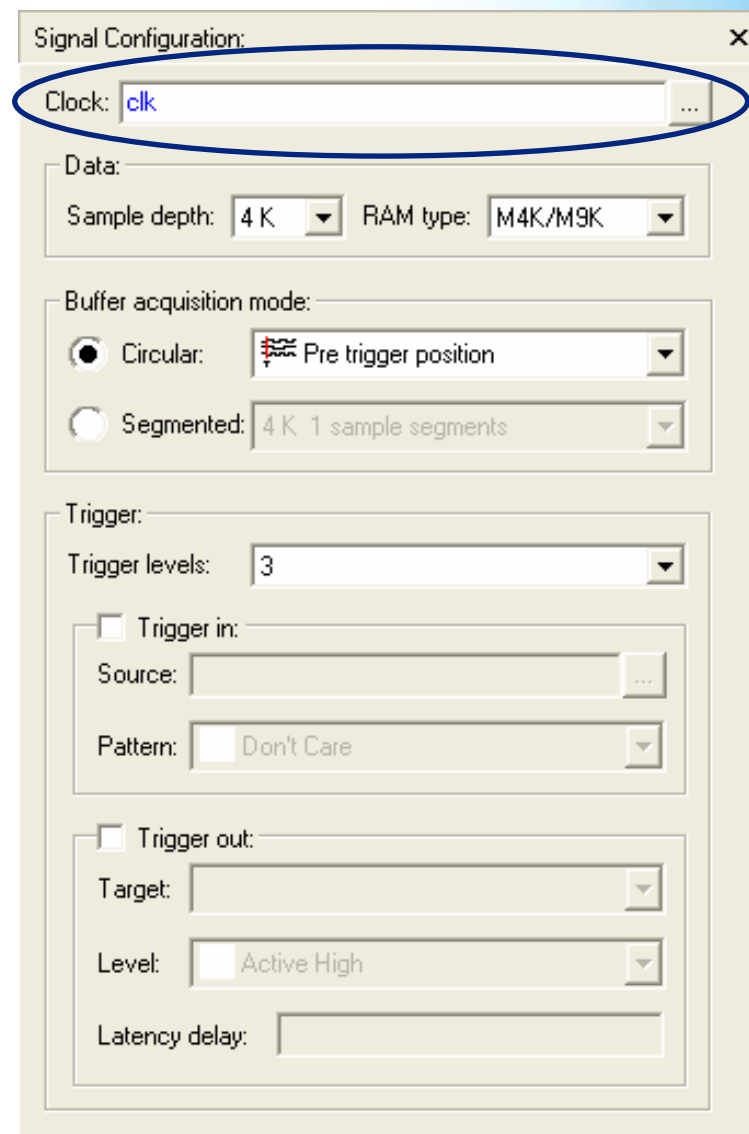 Signal Configuration:
Clock: clk ...
Data:
Sample depth: 4 K RAM type: M4K/M9K
Buffer acquisition mode:
Circular: Pre trigger position
Segmented: 4 K 1 sample segments
Trigger:
Trigger levels: 3
Trigger in:
Source: ...
Pattern: Don't Care
Trigger out:
Target:
Level: Active High
Latency delay: